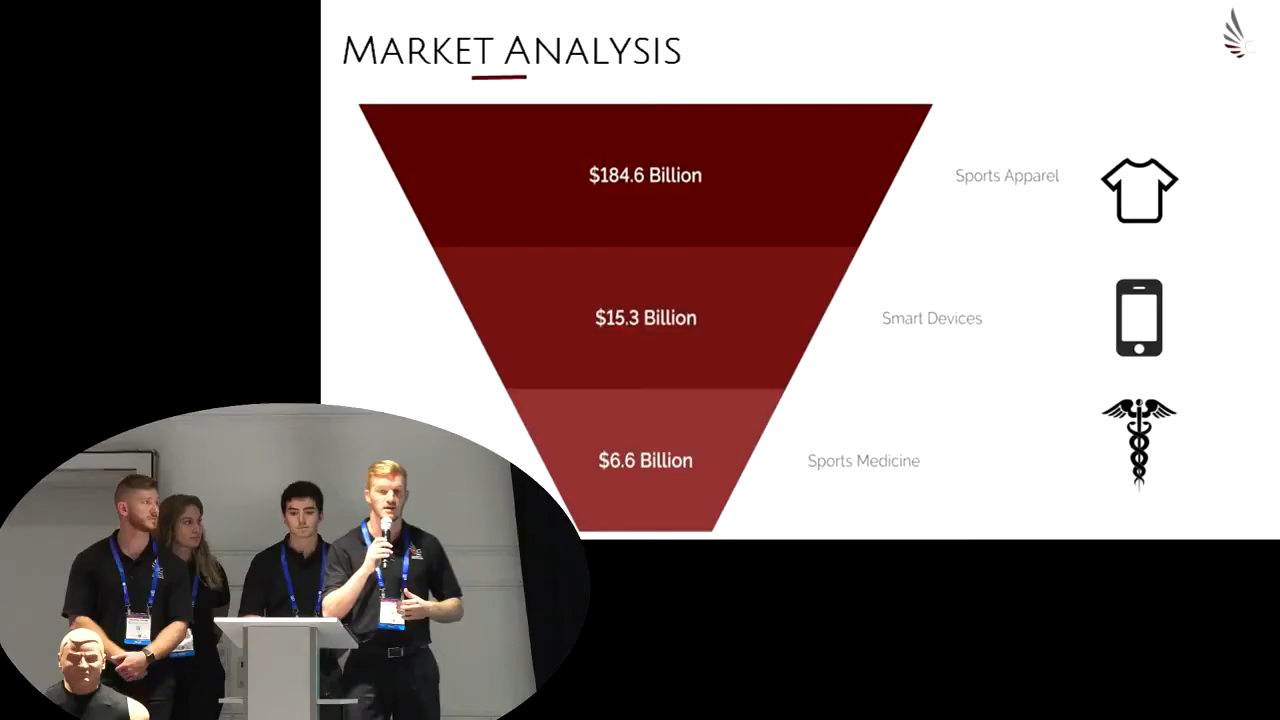 MARKET ANALYSIS
$184.6 Billion
Sports Apparel
$15.3 Billion
Smart Devices
$6.6 Billion
Sports Medicine